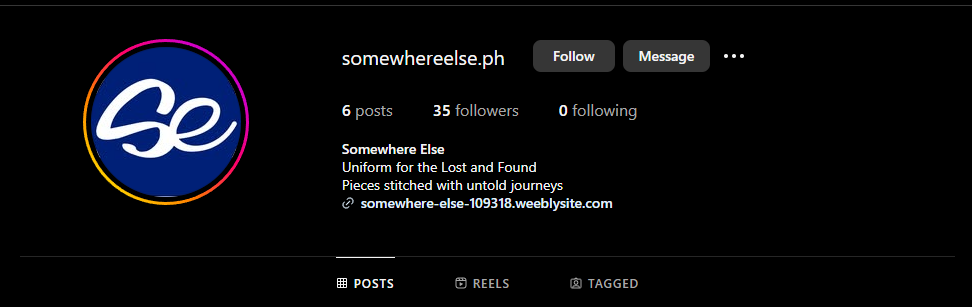 Se
somewhereelse.ph Follow Message
6 posts 35 followers 0 following
Somewhere Else
Uniform for the Lost and Found
Pieces stitched with untold journeys
somewhere-else-109318.weeblysite.com
POSTS REELS TAGGED